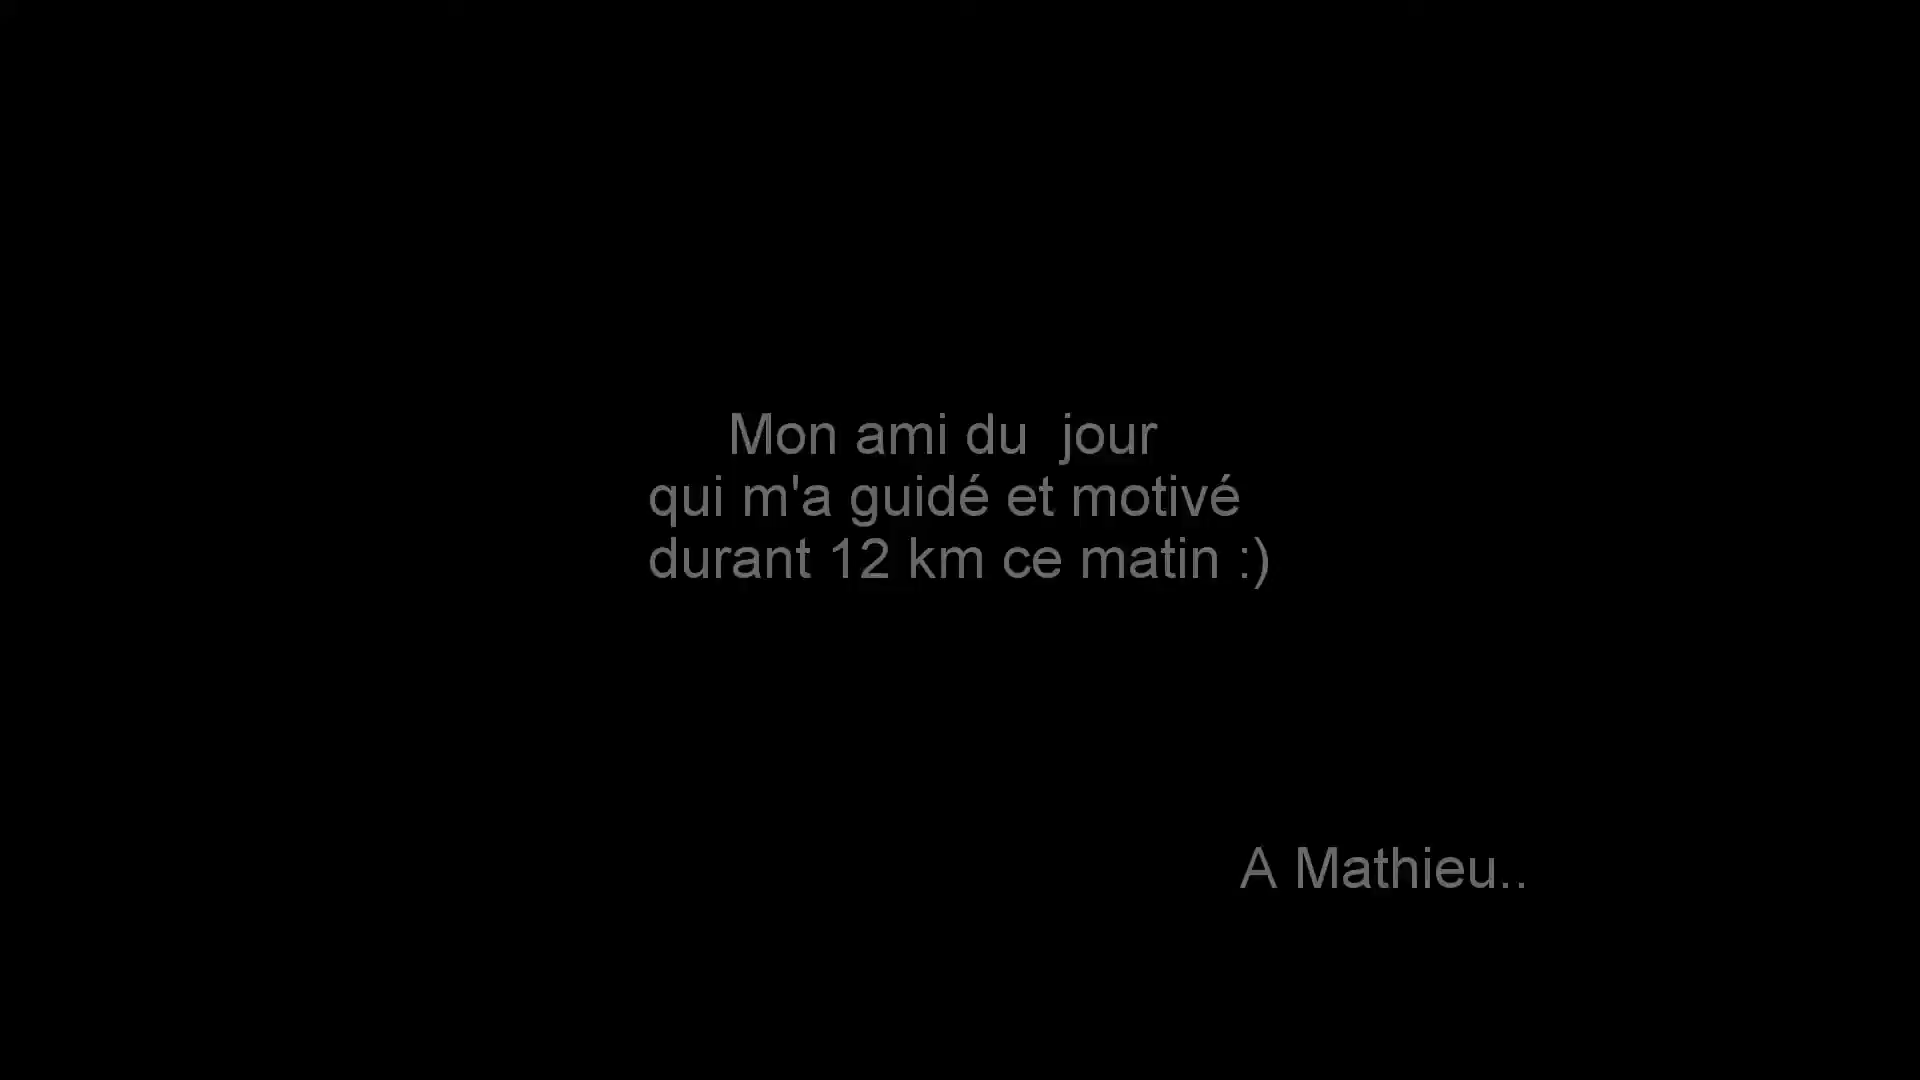 Mon ami du  jour
qui m'a guidé et motivé
durant 12 km ce matin :)
A Mathieu..